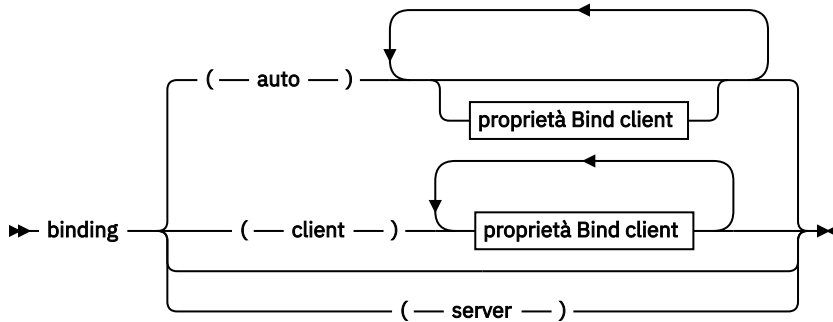 ( auto )
proprietà Bind client
binding ( client ) proprietà Bind client
( server )